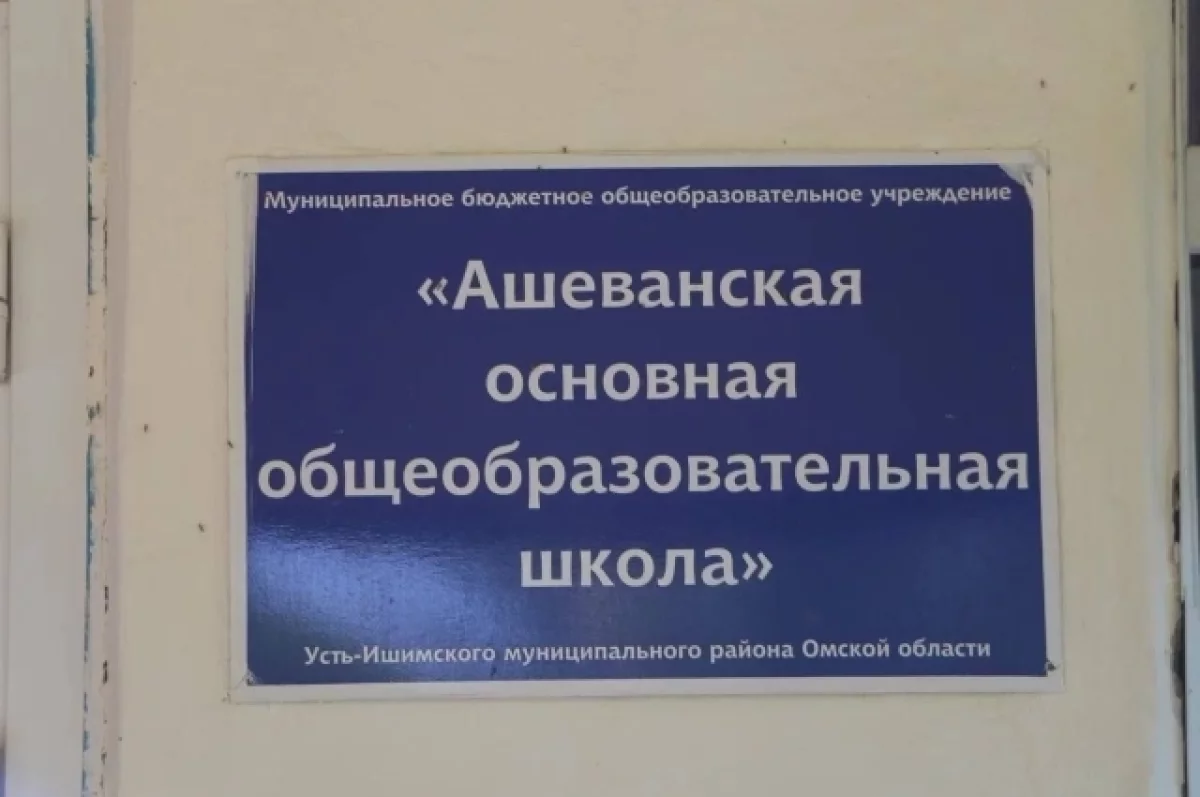 Муниципальное бюджетное общеобразовательное учреждение
«Ашеванская
основная
общеобразовательная
школа»
Усть-Ишимского муниципального района Омской области